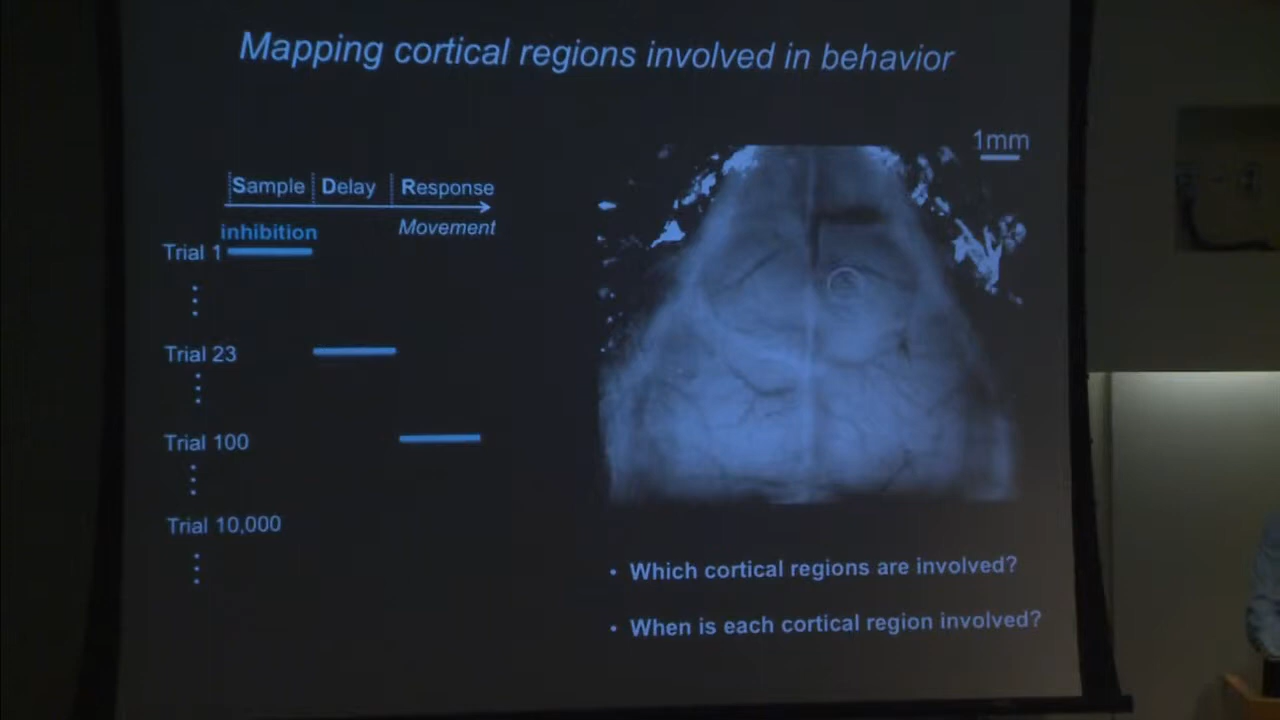 Mapping cortical regions involved in behavior
1mm
Sample Delay Response
inhibition Movement
Trial 1
Trial 23
Trial 100
Trial 10,000
• Which cortical regions are involved?
• When is each cortical region involved?